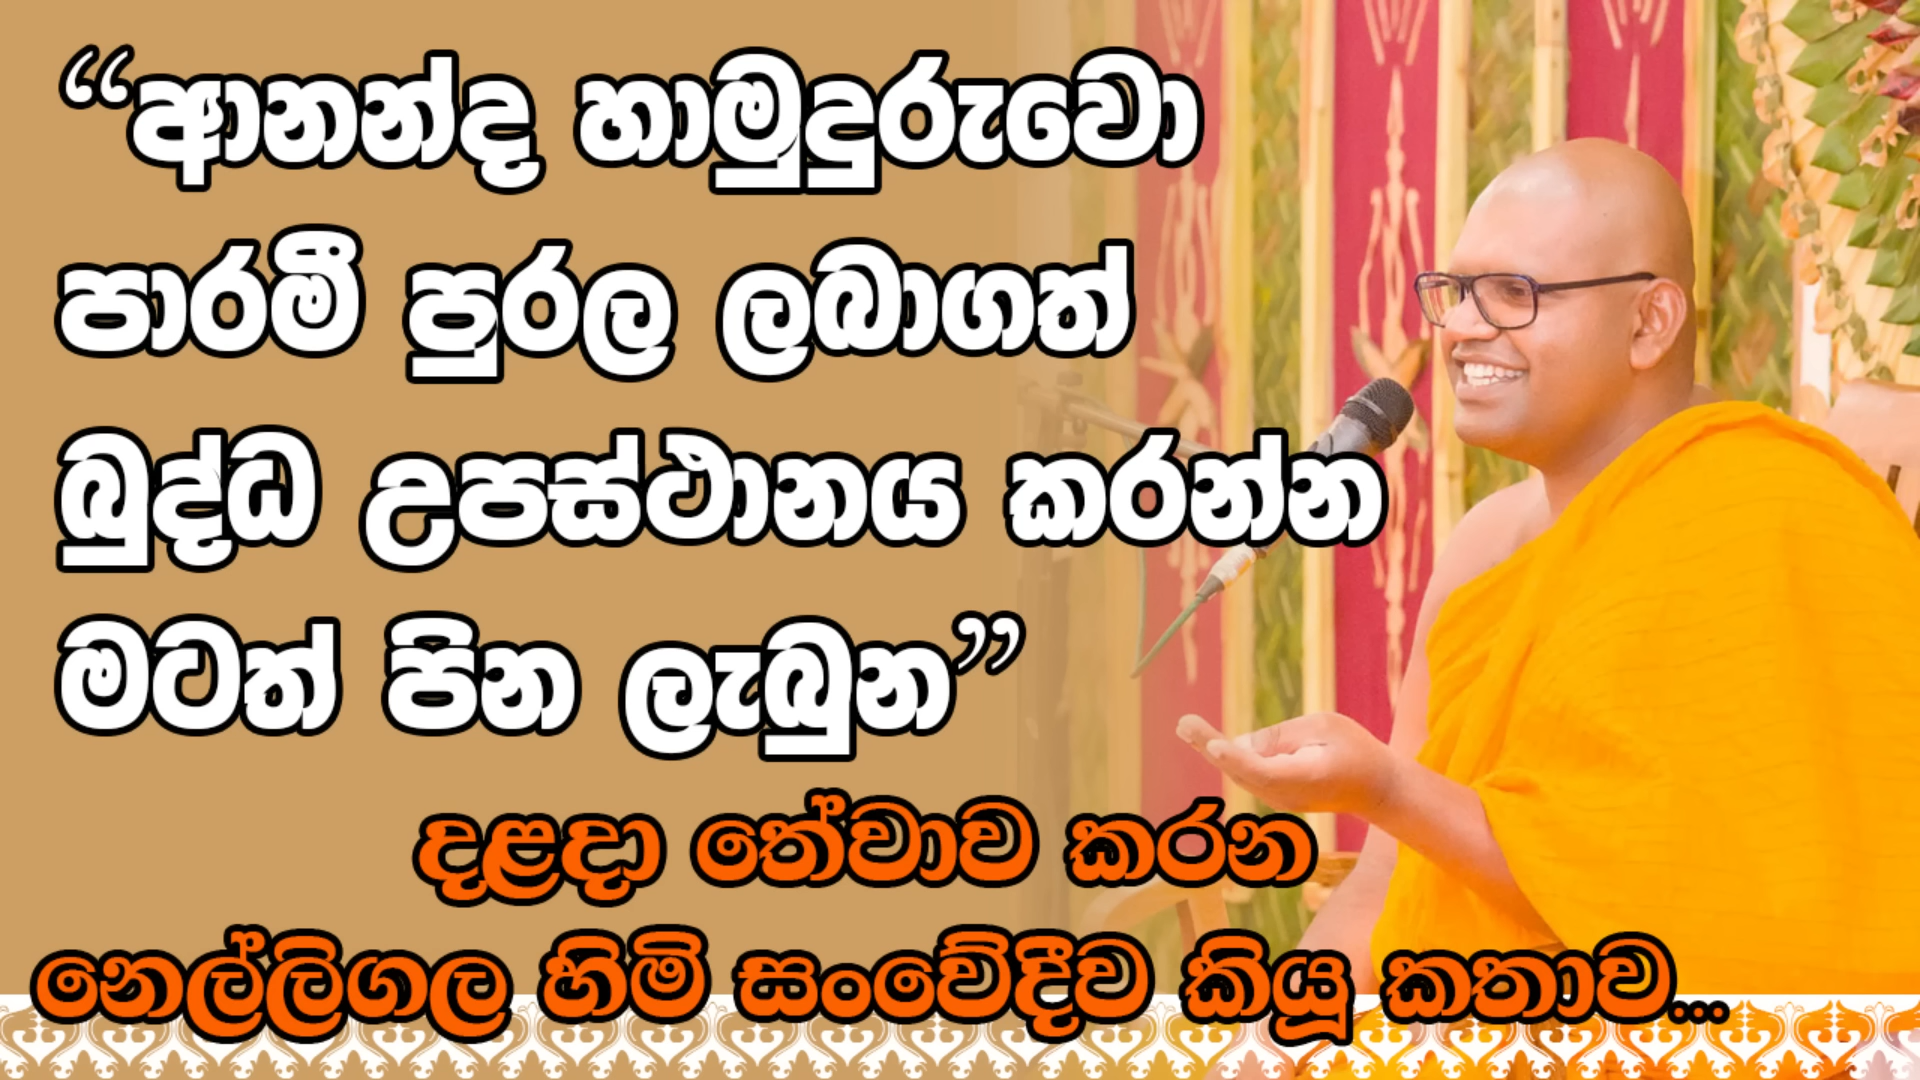 “ආනන්ද හාමුදුරුවො
පාරමී පුරල ලබාගත්
බුද්ධ උපස්ථානය කරන්න
මටත් පින ලැබුන”
දළදා තේවාව කරන
නෙල්ලිගල හිමි සංවේදීව කියූ කතාව...